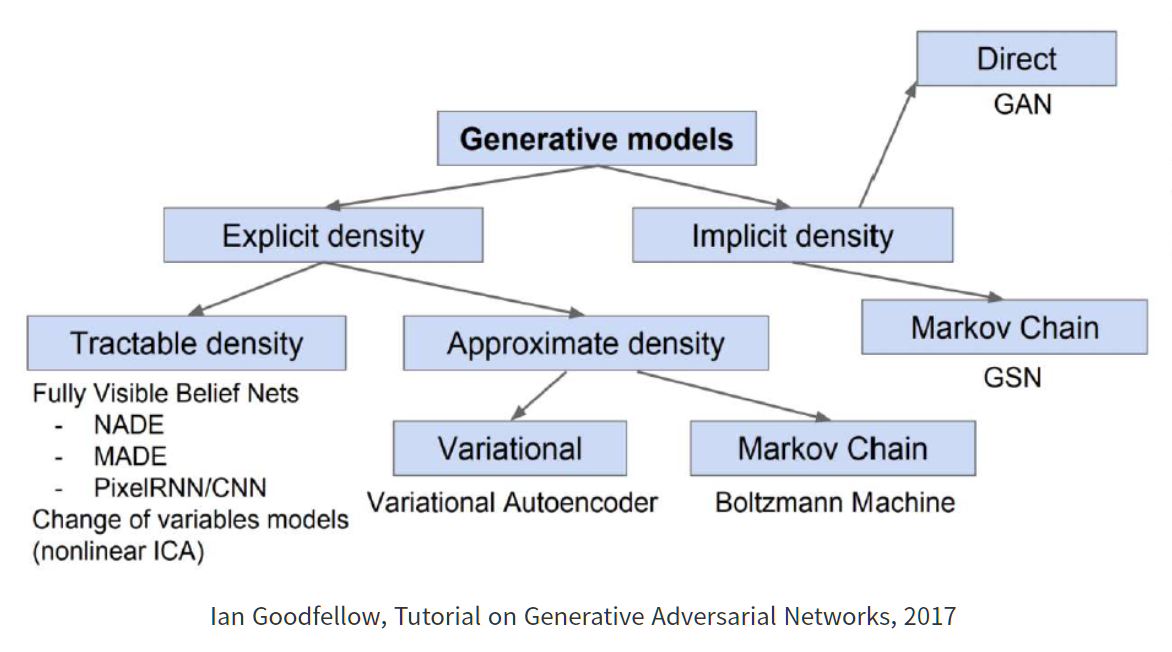 Direct
GAN
Generative models
Explicit density
Implicit density
Tractable density
Approximate density
Markov Chain
GSN
Fully Visible Belief Nets
- NADE
- MADE
- PixelRNN/CNN
Change of variables models
(nonlinear ICA)
Variational
Variational Autoencoder
Markov Chain
Boltzmann Machine
Ian Goodfellow, Tutorial on Generative Adversarial Networks, 2017